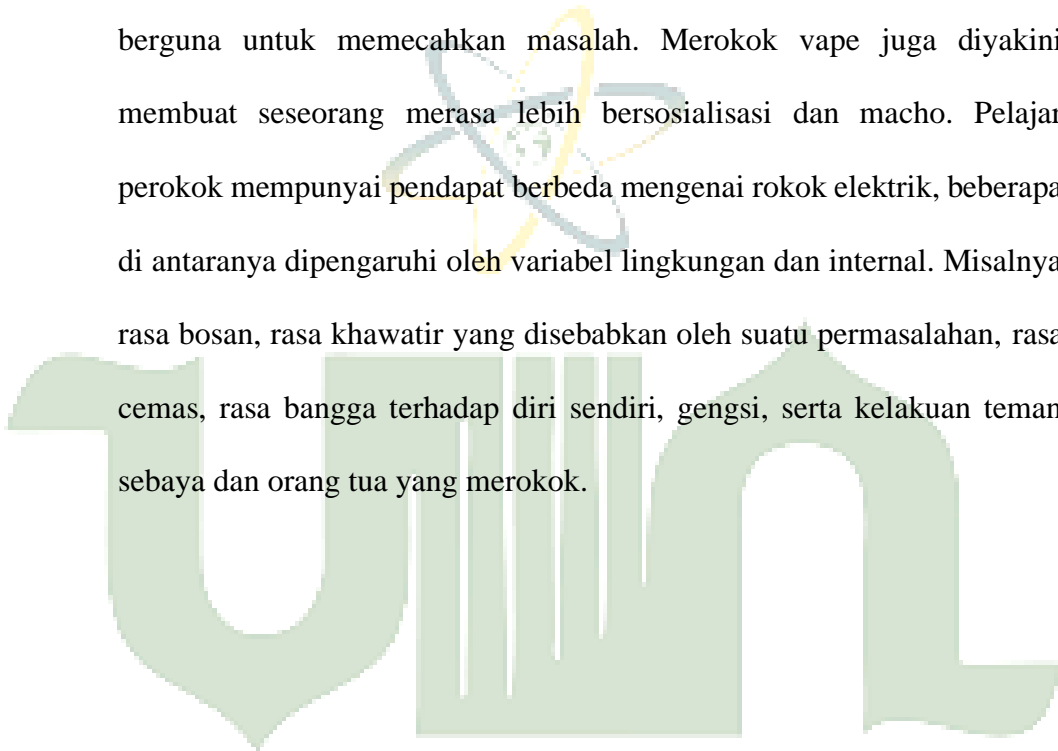 berguna untuk memecahkan masalah. Merokok vape juga diyakini
membuat seseorang merasa lebih bersosialisasi dan macho. Pelajar
perokok mempunyai pendapat berbeda mengenai rokok elektrik, beberapa
di antaranya dipengaruhi oleh variabel lingkungan dan internal. Misalnya
rasa bosan, rasa khawatir yang disebabkan oleh suatu permasalahan, rasa
cemas, rasa bangga terhadap diri sendiri, gengsi, serta kelakuan teman
sebaya dan orang tua yang merokok.